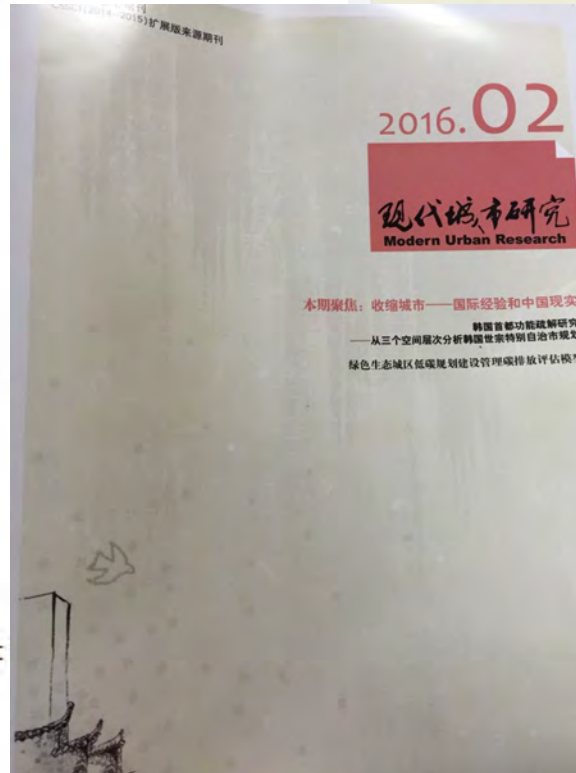 (2014-2015)扩展版来源期刊
2016.02
现代城市研究
Modern Urban Research
本期聚焦：收缩城市——国际经验和中国现实
韩国首都功能疏解研究
——从三个空间层次分析韩国世宗特别自治市规划
绿色生态城区低碳规划建设管理碳排放评估模型